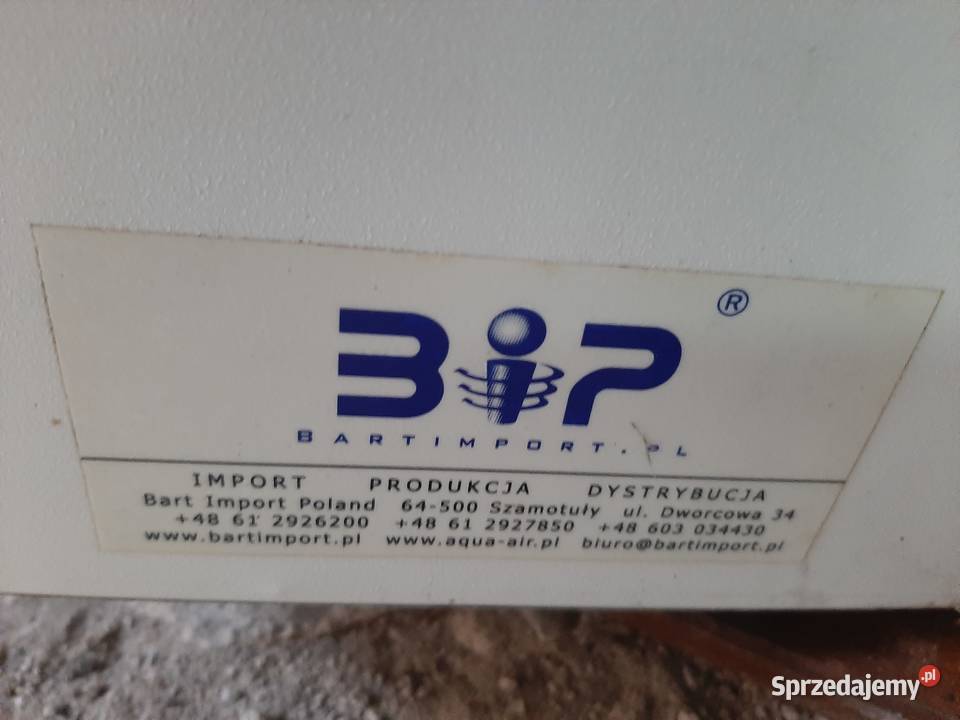 BiP ®
BARTIMPORT.PL
IMPORT PRODUKCJA DYSTRYBUCJA
Bart Import Poland 64-500 Szamotuły ul. Dworcowa 34
+48 61 2926200 +48 61 2927850 +48 603 034430
www.bartimport.pl www.aqua-air.pl biuro@bartimport.pl
Sprzedajemy.pl